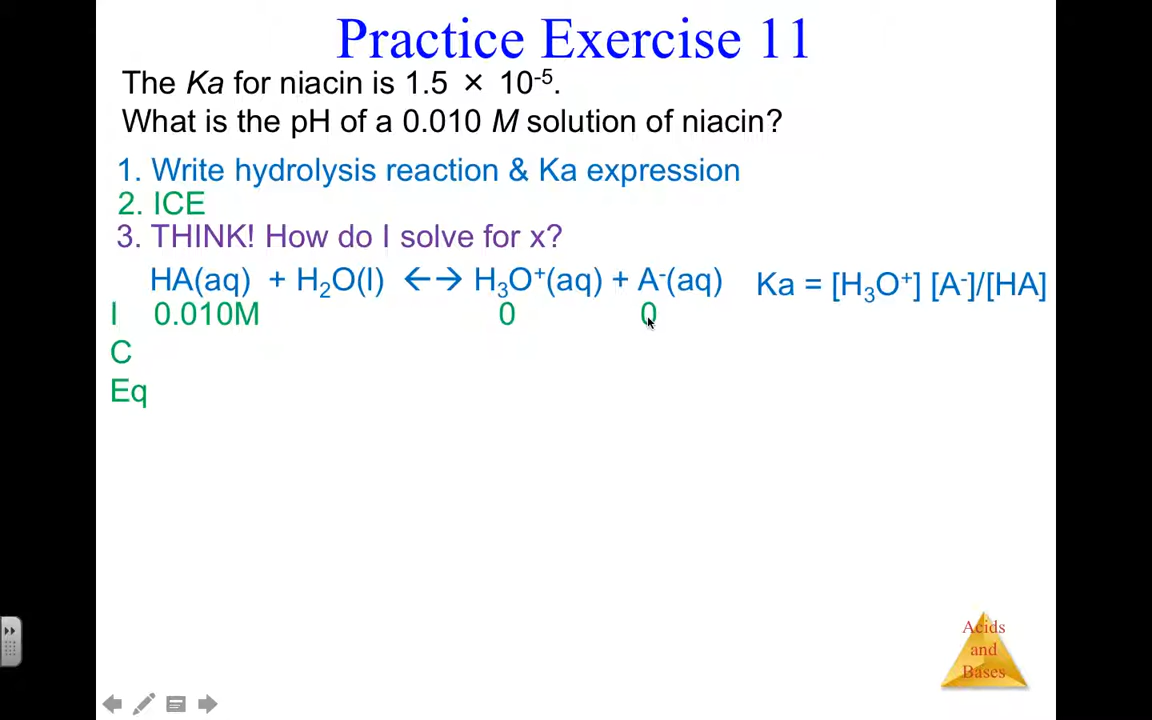 Practice Exercise 11
The Ka for niacin is 1.5 × 10⁻⁵.
What is the pH of a 0.010 M solution of niacin?
1. Write hydrolysis reaction & Ka expression
2. ICE
3. THINK! How do I solve for x?
HA(aq) + H₂O(l) ←→ H₃O⁺(aq) + A⁻(aq) Ka = [H₃O⁺] [A⁻]/[HA]
I 0.010M 0 0
C
Eq
Acids
and
Bases